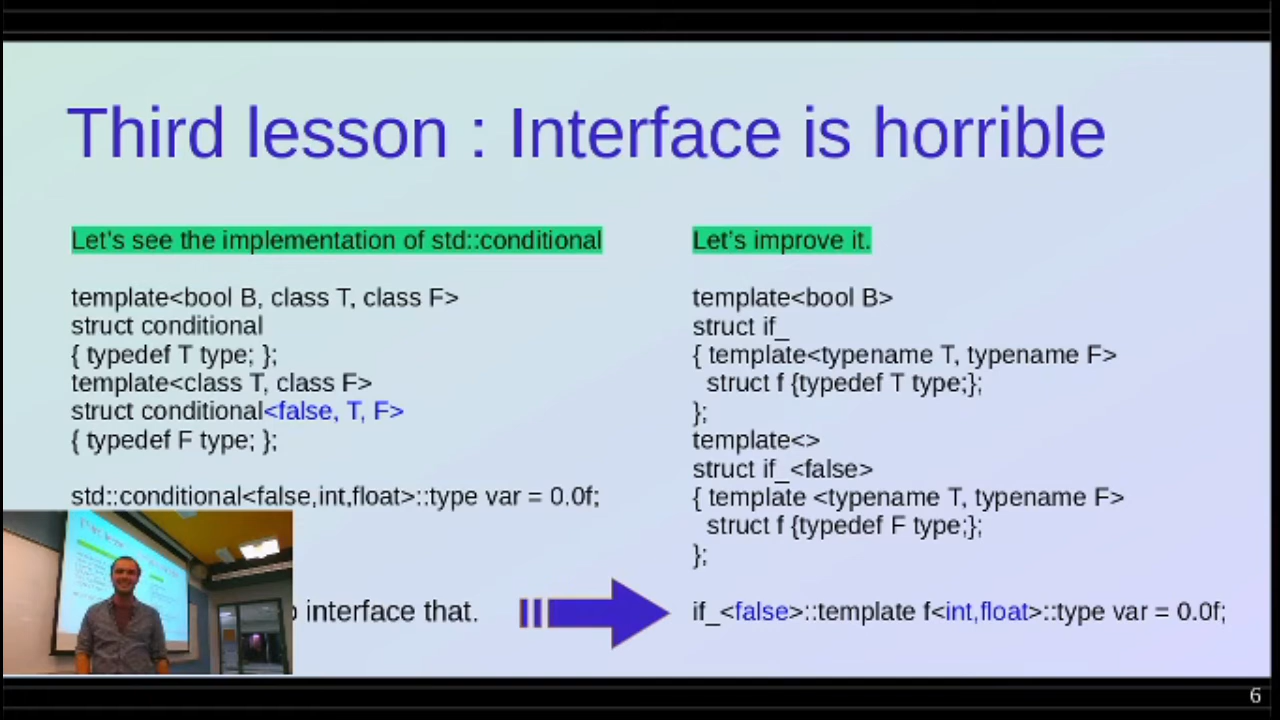 Third lesson : Interface is horrible
Let's see the implementation of std::conditional
template<bool B, class T, class F>
struct conditional
{ typedef T type; };
template<class T, class F>
struct conditional<false, T, F>
{ typedef F type; };
std::conditional<false,int,float>::type var = 0.0f;
interface that.
Let's improve it.
template<bool B>
struct if_
{ template<typename T, typename F>
struct f {typedef T type;};
};
template<>
struct if_<false>
{ template <typename T, typename F>
struct f {typedef F type;};
};
if_<false>::template f<int,float>::type var = 0.0f;
6